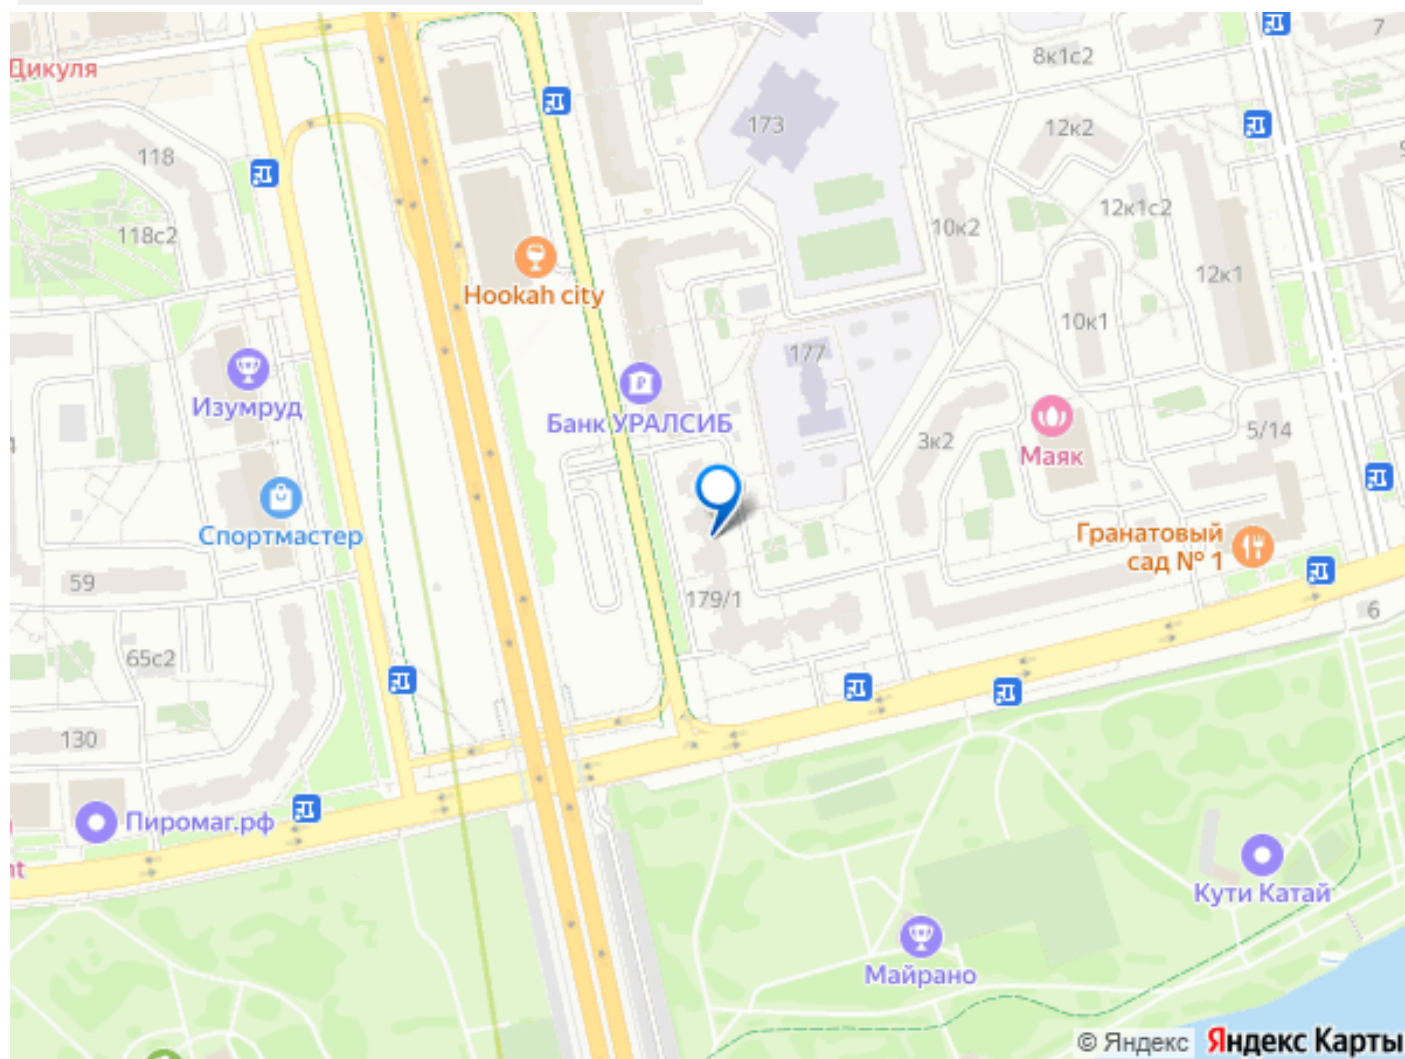 Дикуля
8к1с2
7
173
12к2
118
12к1с2
118с2
10к2
12к1
Hookah city
10к1
177
Изумруд
Банк УРАЛСИБ
3к2
Маяк
5/14
Спортмастер
Гранатовый
сад № 1
59
179/1
6
65с2
130
Пиромаг.рф
nt
Кути Катай
Майрано
© Яндекс
Яндекс Карты